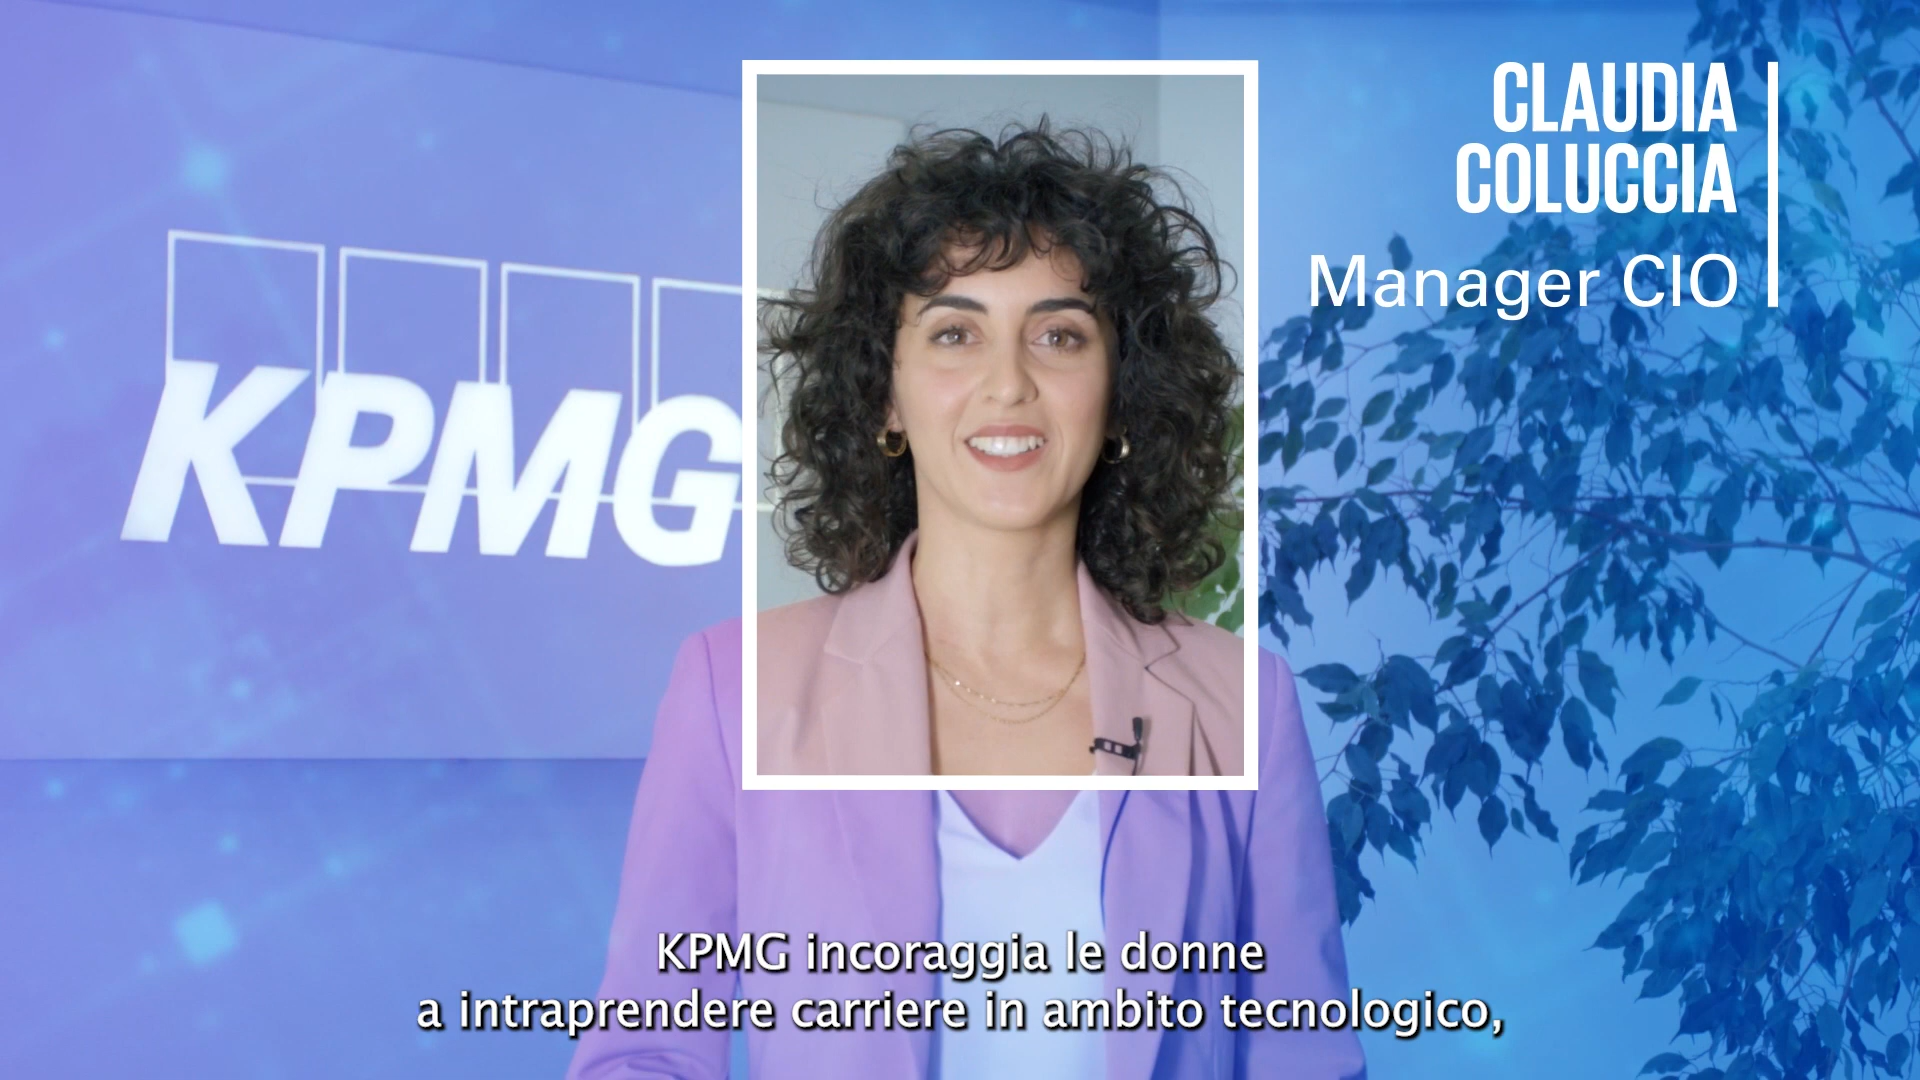 CLAUDIA
COLUCCIA
Manager CIO
KPMG
KPMG incoraggia le donne
a intraprendere carriere in ambito tecnologico,